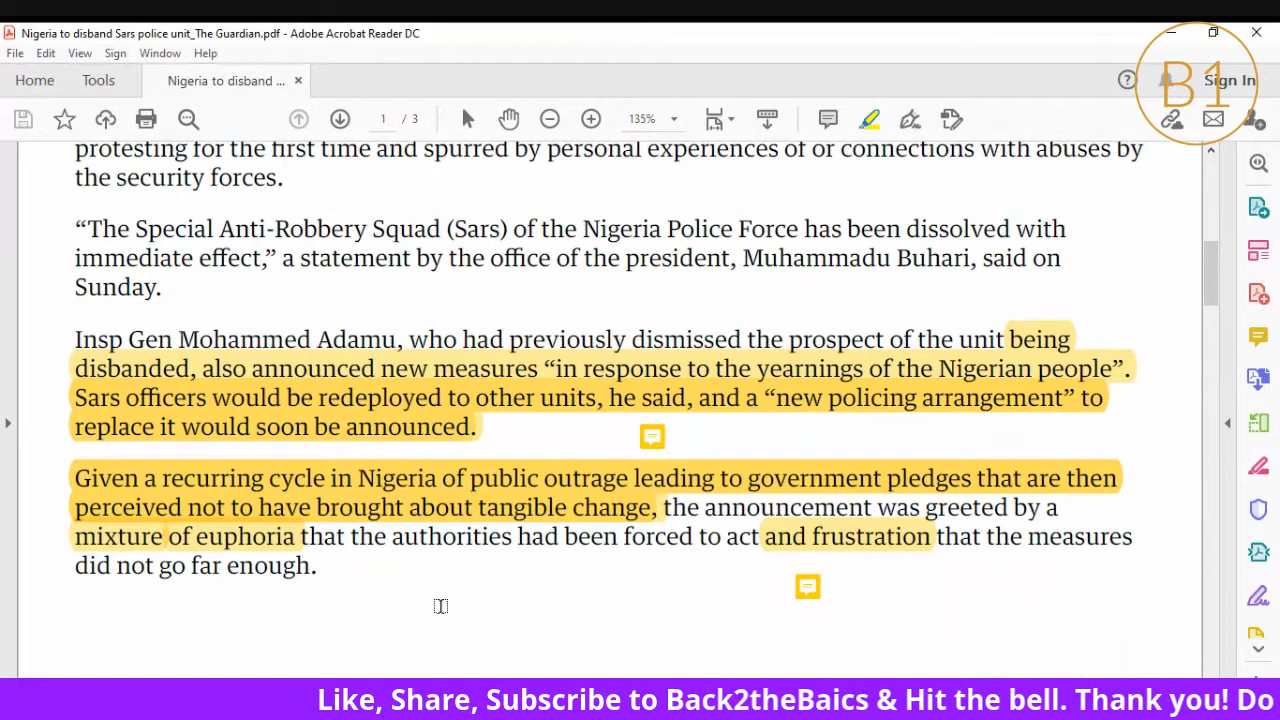 Nigeria to disband Sars police unit_The Guardian.pdf - Adobe Acrobat Reader DC
File Edit View Sign Window Help
Home Tools Nigeria to disband ... × Sign In
B1
1 / 3 135%
protesting for the first time and spurred by personal experiences of or connections with abuses by
the security forces.
“The Special Anti-Robbery Squad (Sars) of the Nigeria Police Force has been dissolved with
immediate effect,” a statement by the office of the president, Muhammadu Buhari, said on
Sunday.
Insp Gen Mohammed Adamu, who had previously dismissed the prospect of the unit being
disbanded, also announced new measures “in response to the yearnings of the Nigerian people”.
Sars officers would be redeployed to other units, he said, and a “new policing arrangement” to
replace it would soon be announced.
Given a recurring cycle in Nigeria of public outrage leading to government pledges that are then
perceived not to have brought about tangible change, the announcement was greeted by a
mixture of euphoria that the authorities had been forced to act and frustration that the measures
did not go far enough.
Like, Share, Subscribe to Back2theBaics & Hit the bell. Thank you! Do